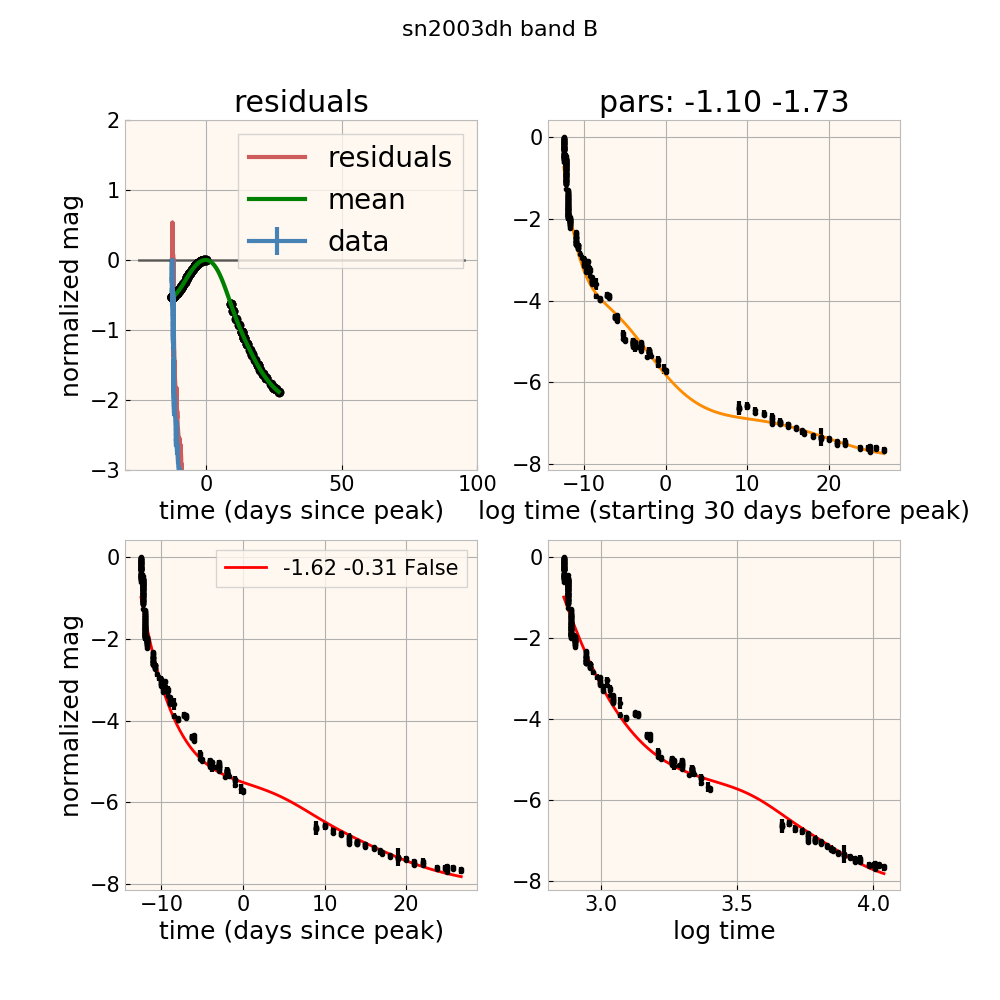 sn2003dh band B
residuals
pars: -1.10 -1.73
normalized mag
2
1
0
−1
−2
−3
residuals
mean
data
0
50
100
time (days since peak)
0
−2
−4
−6
−8
−10
0
10
20
log time (starting 30 days before peak)
normalized mag
0
−2
−4
−6
−8
-1.62 -0.31 False
−10
0
10
20
time (days since peak)
0
−2
−4
−6
−8
3.0
3.5
4.0
log time